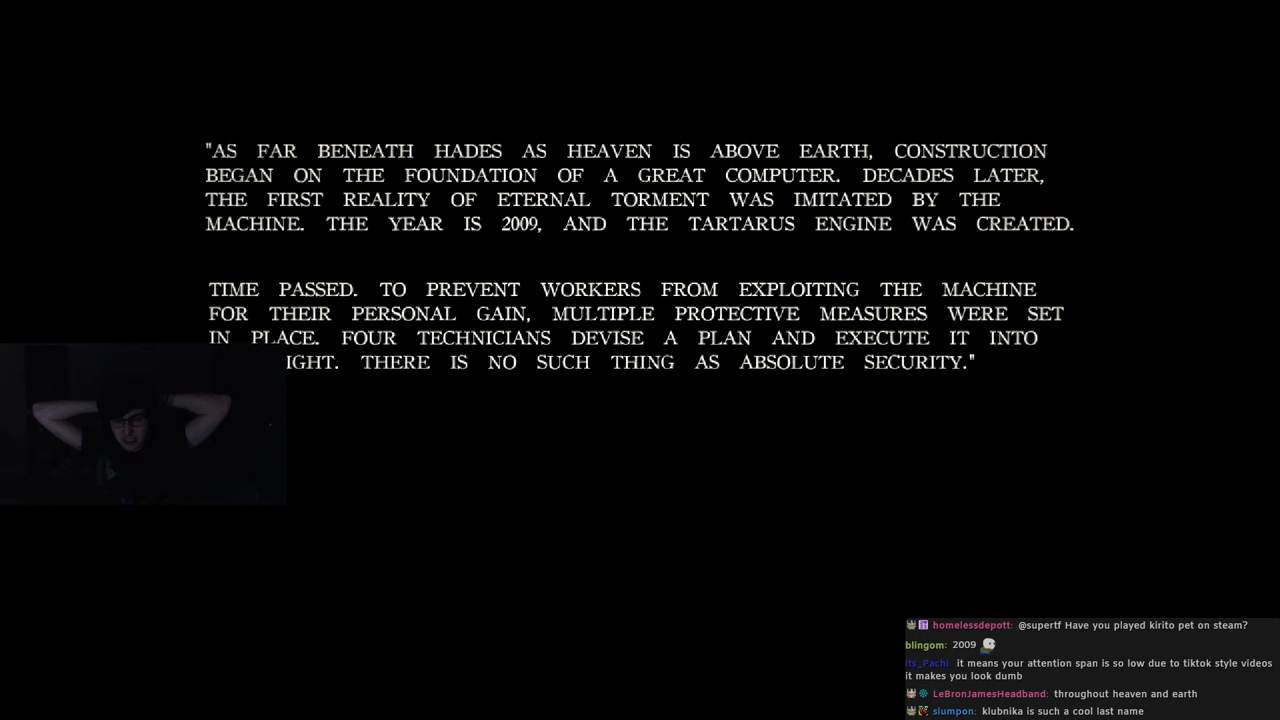 "AS FAR BENEATH HADES AS HEAVEN IS ABOVE EARTH, CONSTRUCTION
BEGAN ON THE FOUNDATION OF A GREAT COMPUTER. DECADES LATER,
THE FIRST REALITY OF ETERNAL TORMENT WAS IMITATED BY THE
MACHINE. THE YEAR IS 2009, AND THE TARTARUS ENGINE WAS CREATED.
TIME PASSED. TO PREVENT WORKERS FROM EXPLOITING THE MACHINE
FOR THEIR PERSONAL GAIN, MULTIPLE PROTECTIVE MEASURES WERE SET
IN PLACE. FOUR TECHNICIANS DEVISE A PLAN AND EXECUTE IT INTO
IGHT. THERE IS NO SUCH THING AS ABSOLUTE SECURITY."
homelessdepott: @supertf Have you played kirito pet on steam?
blingom: 2009
its_Pachi: it means your attention span is so low due to tiktok style videos
it makes you look dumb
LeBronJamesHeadband: throughout heaven and earth
slumpon: klubnika is such a cool last name